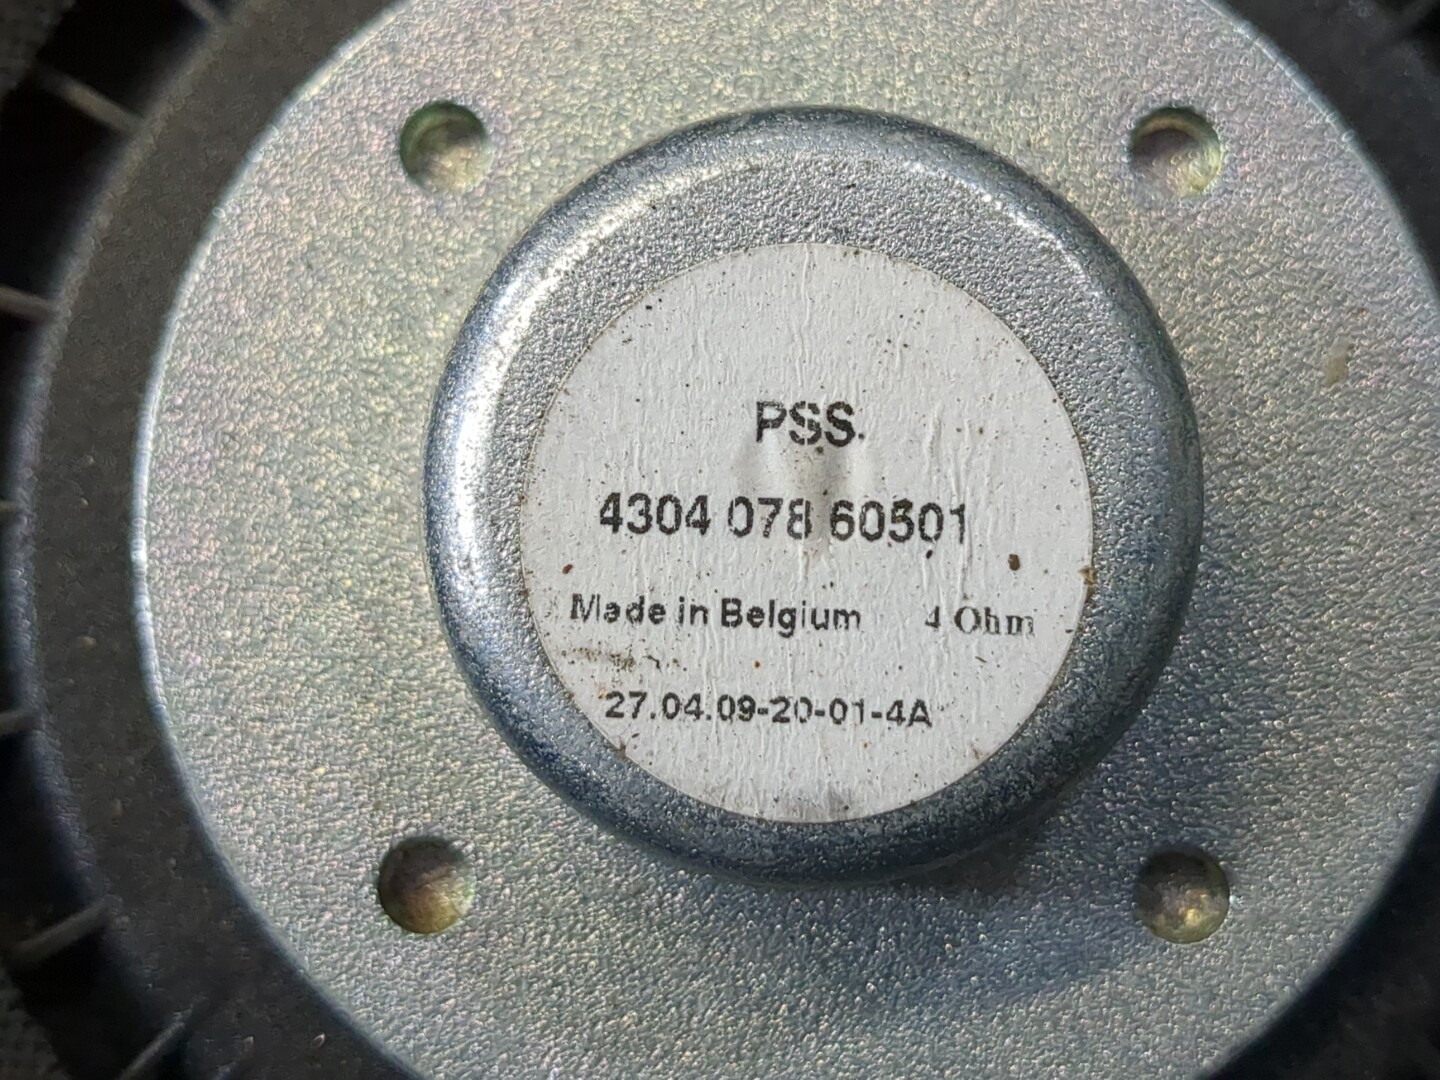 PSS
4304 078 60501
Made in Belgium 4 Ohm
27.04.09-20-01-4A